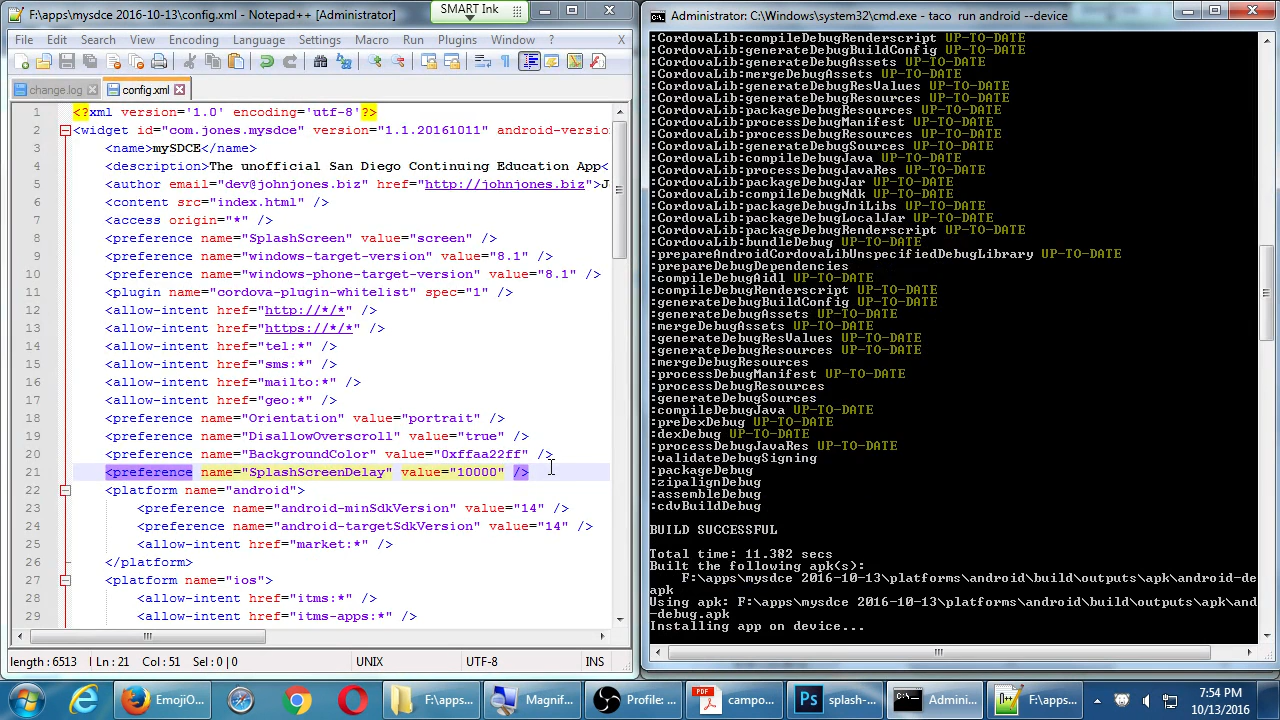 F:\apps\mysdce 2016-10-13\config.xml - Notepad++ [Administrator]
SMART Ink
File Edit Search View Encoding Language Settings Macro Run Plugins Window ? X
change.log config.xml
1 <?xml version='1.0' encoding='utf-8'?>
2 <widget id="com.jones.mysdce" version="1.1.20161011" android-versio
3 <name>mySDCE</name>
4 <description>The unofficial San Diego Continuing Education App<
5 <author email="dev@johnjones.biz" href="http://johnjones.biz">J
6 <content src="index.html" />
7 <access origin="*" />
8 <preference name="SplashScreen" value="screen" />
9 <preference name="windows-target-version" value="8.1" />
10 <preference name="windows-phone-target-version" value="8.1" />
11 <plugin name="cordova-plugin-whitelist" spec="1" />
12 <allow-intent href="http://*/*" />
13 <allow-intent href="https://*/*" />
14 <allow-intent href="tel:*" />
15 <allow-intent href="sms:*" />
16 <allow-intent href="mailto:*" />
17 <allow-intent href="geo:*" />
18 <preference name="Orientation" value="portrait" />
19 <preference name="DisallowOverscroll" value="true" />
20 <preference name="BackgroundColor" value="0xffaa22ff" />
21 <preference name="SplashScreenDelay" value="10000" />
22 <platform name="android">
23 <preference name="android-minSdkVersion" value="14" />
24 <preference name="android-targetSdkVersion" value="14" />
25 <allow-intent href="market:*" />
26 </platform>
27 <platform name="ios">
28 <allow-intent href="itms:*" />
29 <allow-intent href="itms-apps:*" />
length : 6513 Ln : 21 Col : 51 Sel : 0 | 0 UNIX UTF-8 INS
Administrator: C:\Windows\system32\cmd.exe - taco run android --device
:CordovaLib:compileDebugRenderscript UP-TO-DATE
:CordovaLib:generateDebugBuildConfig UP-TO-DATE
:CordovaLib:generateDebugAssets UP-TO-DATE
:CordovaLib:mergeDebugAssets UP-TO-DATE
:CordovaLib:generateDebugResValues UP-TO-DATE
:CordovaLib:generateDebugResources UP-TO-DATE
:CordovaLib:packageDebugResources UP-TO-DATE
:CordovaLib:processDebugManifest UP-TO-DATE
:CordovaLib:processDebugResources UP-TO-DATE
:CordovaLib:generateDebugSources UP-TO-DATE
:CordovaLib:compileDebugJava UP-TO-DATE
:CordovaLib:processDebugJavaRes UP-TO-DATE
:CordovaLib:packageDebugJar UP-TO-DATE
:CordovaLib:compileDebugNdk UP-TO-DATE
:CordovaLib:packageDebugJniLibs UP-TO-DATE
:CordovaLib:packageDebugLocalJar UP-TO-DATE
:CordovaLib:packageDebugRenderscript UP-TO-DATE
:CordovaLib:bundleDebug UP-TO-DATE
:prepareAndroidCordovaLibUnspecifiedDebugLibrary UP-TO-DATE
:prepareDebugDependencies
:compileDebugAidl UP-TO-DATE
:compileDebugRenderscript UP-TO-DATE
:generateDebugBuildConfig UP-TO-DATE
:generateDebugAssets UP-TO-DATE
:mergeDebugAssets UP-TO-DATE
:generateDebugResValues UP-TO-DATE
:generateDebugResources UP-TO-DATE
:mergeDebugResources
:processDebugManifest UP-TO-DATE
:processDebugResources
:generateDebugSources
:compileDebugJava UP-TO-DATE
:preDexDebug UP-TO-DATE
:dexDebug UP-TO-DATE
:processDebugJavaRes UP-TO-DATE
:validateDebugSigning
:packageDebug
:zipalignDebug
:assembleDebug
:cdvBuildDebug
BUILD SUCCESSFUL
Total time: 11.382 secs
Built the following apk(s):
F:\apps\mysdce 2016-10-13\platforms\android\build\outputs\apk\android-de
apk
Using apk: F:\apps\mysdce 2016-10-13\platforms\android\build\outputs\apk\and
-debug.apk
Installing app on device...
EmojiO... F:\apps... Magnif... Profile: ... campo... splash-... Admini... F:\apps... 7:54 PM
10/13/2016